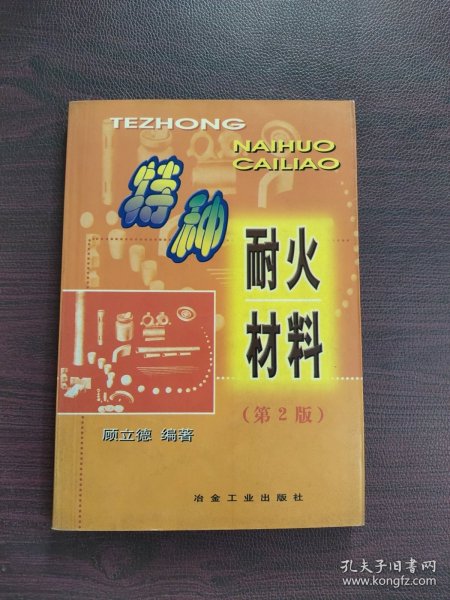 TEZHONG
NAIHUO
CAILIAO
特种
耐火
材料
(第2版)
顾立德 编著
冶金工业出版社
孔夫子旧书网
www.kongfz.com